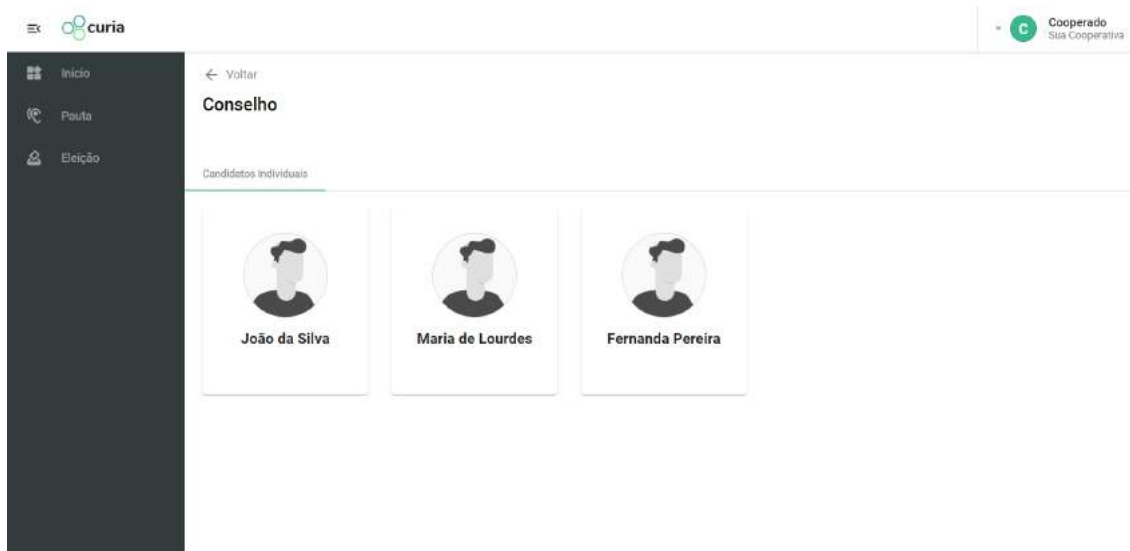 curia
C
Cooperado
Sua Cooperativa
Início
Pauta
Eleição
← Voltar
Conselho
Candidatos Individuais
João da Silva
Maria de Lourdes
Fernanda Pereira